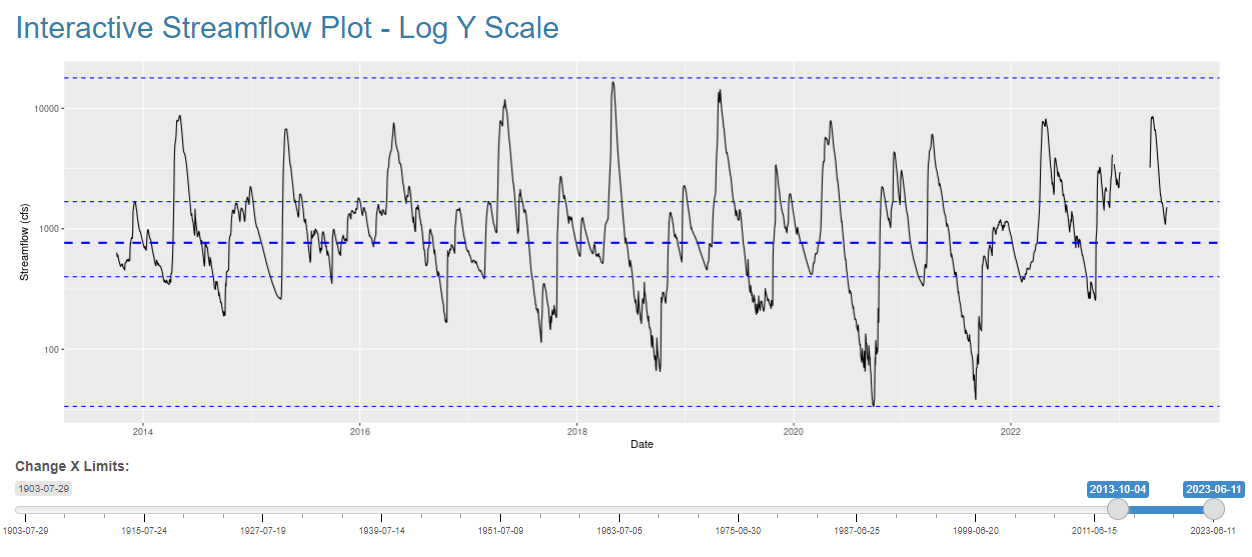 Interactive Streamflow Plot - Log Y Scale
10000
1000
100
Streamflow (cfs)
2014 2016 2018 2020 2022
Date
Change X Limits:
1903-07-29 2013-10-04 2023-06-11
1903-07-29 1915-07-24 1927-07-19 1939-07-14 1951-07-09 1963-07-05 1975-06-30 1987-06-25 1999-06-20 2011-06-15 2023-06-11